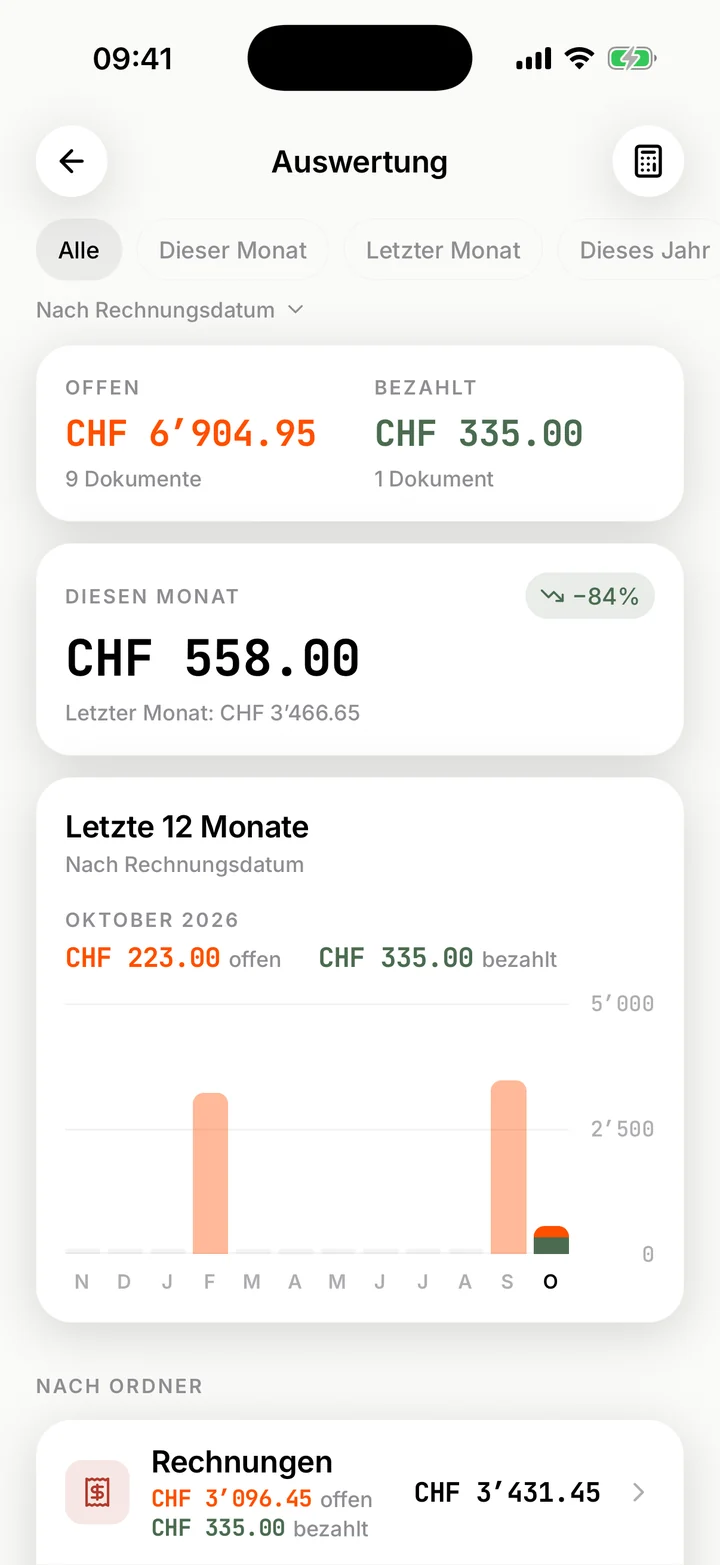 09:41
Auswertung
Alle
Dieser Monat
Letzter Monat
Dieses Jahr
Nach Rechnungsdatum
OFFEN
CHF 6’904.95
9 Dokumente
BEZAHLT
CHF 335.00
1 Dokument
DIESEN MONAT
−84%
CHF 558.00
Letzter Monat: CHF 3’466.65
Letzte 12 Monate
Nach Rechnungsdatum
OKTOBER 2026
CHF 223.00 offen
CHF 335.00 bezahlt
5’000
2’500
0
N D J F M A M J J A S O
NACH ORDNER
Rechnungen
CHF 3’096.45 offen
CHF 335.00 bezahlt
CHF 3’431.45